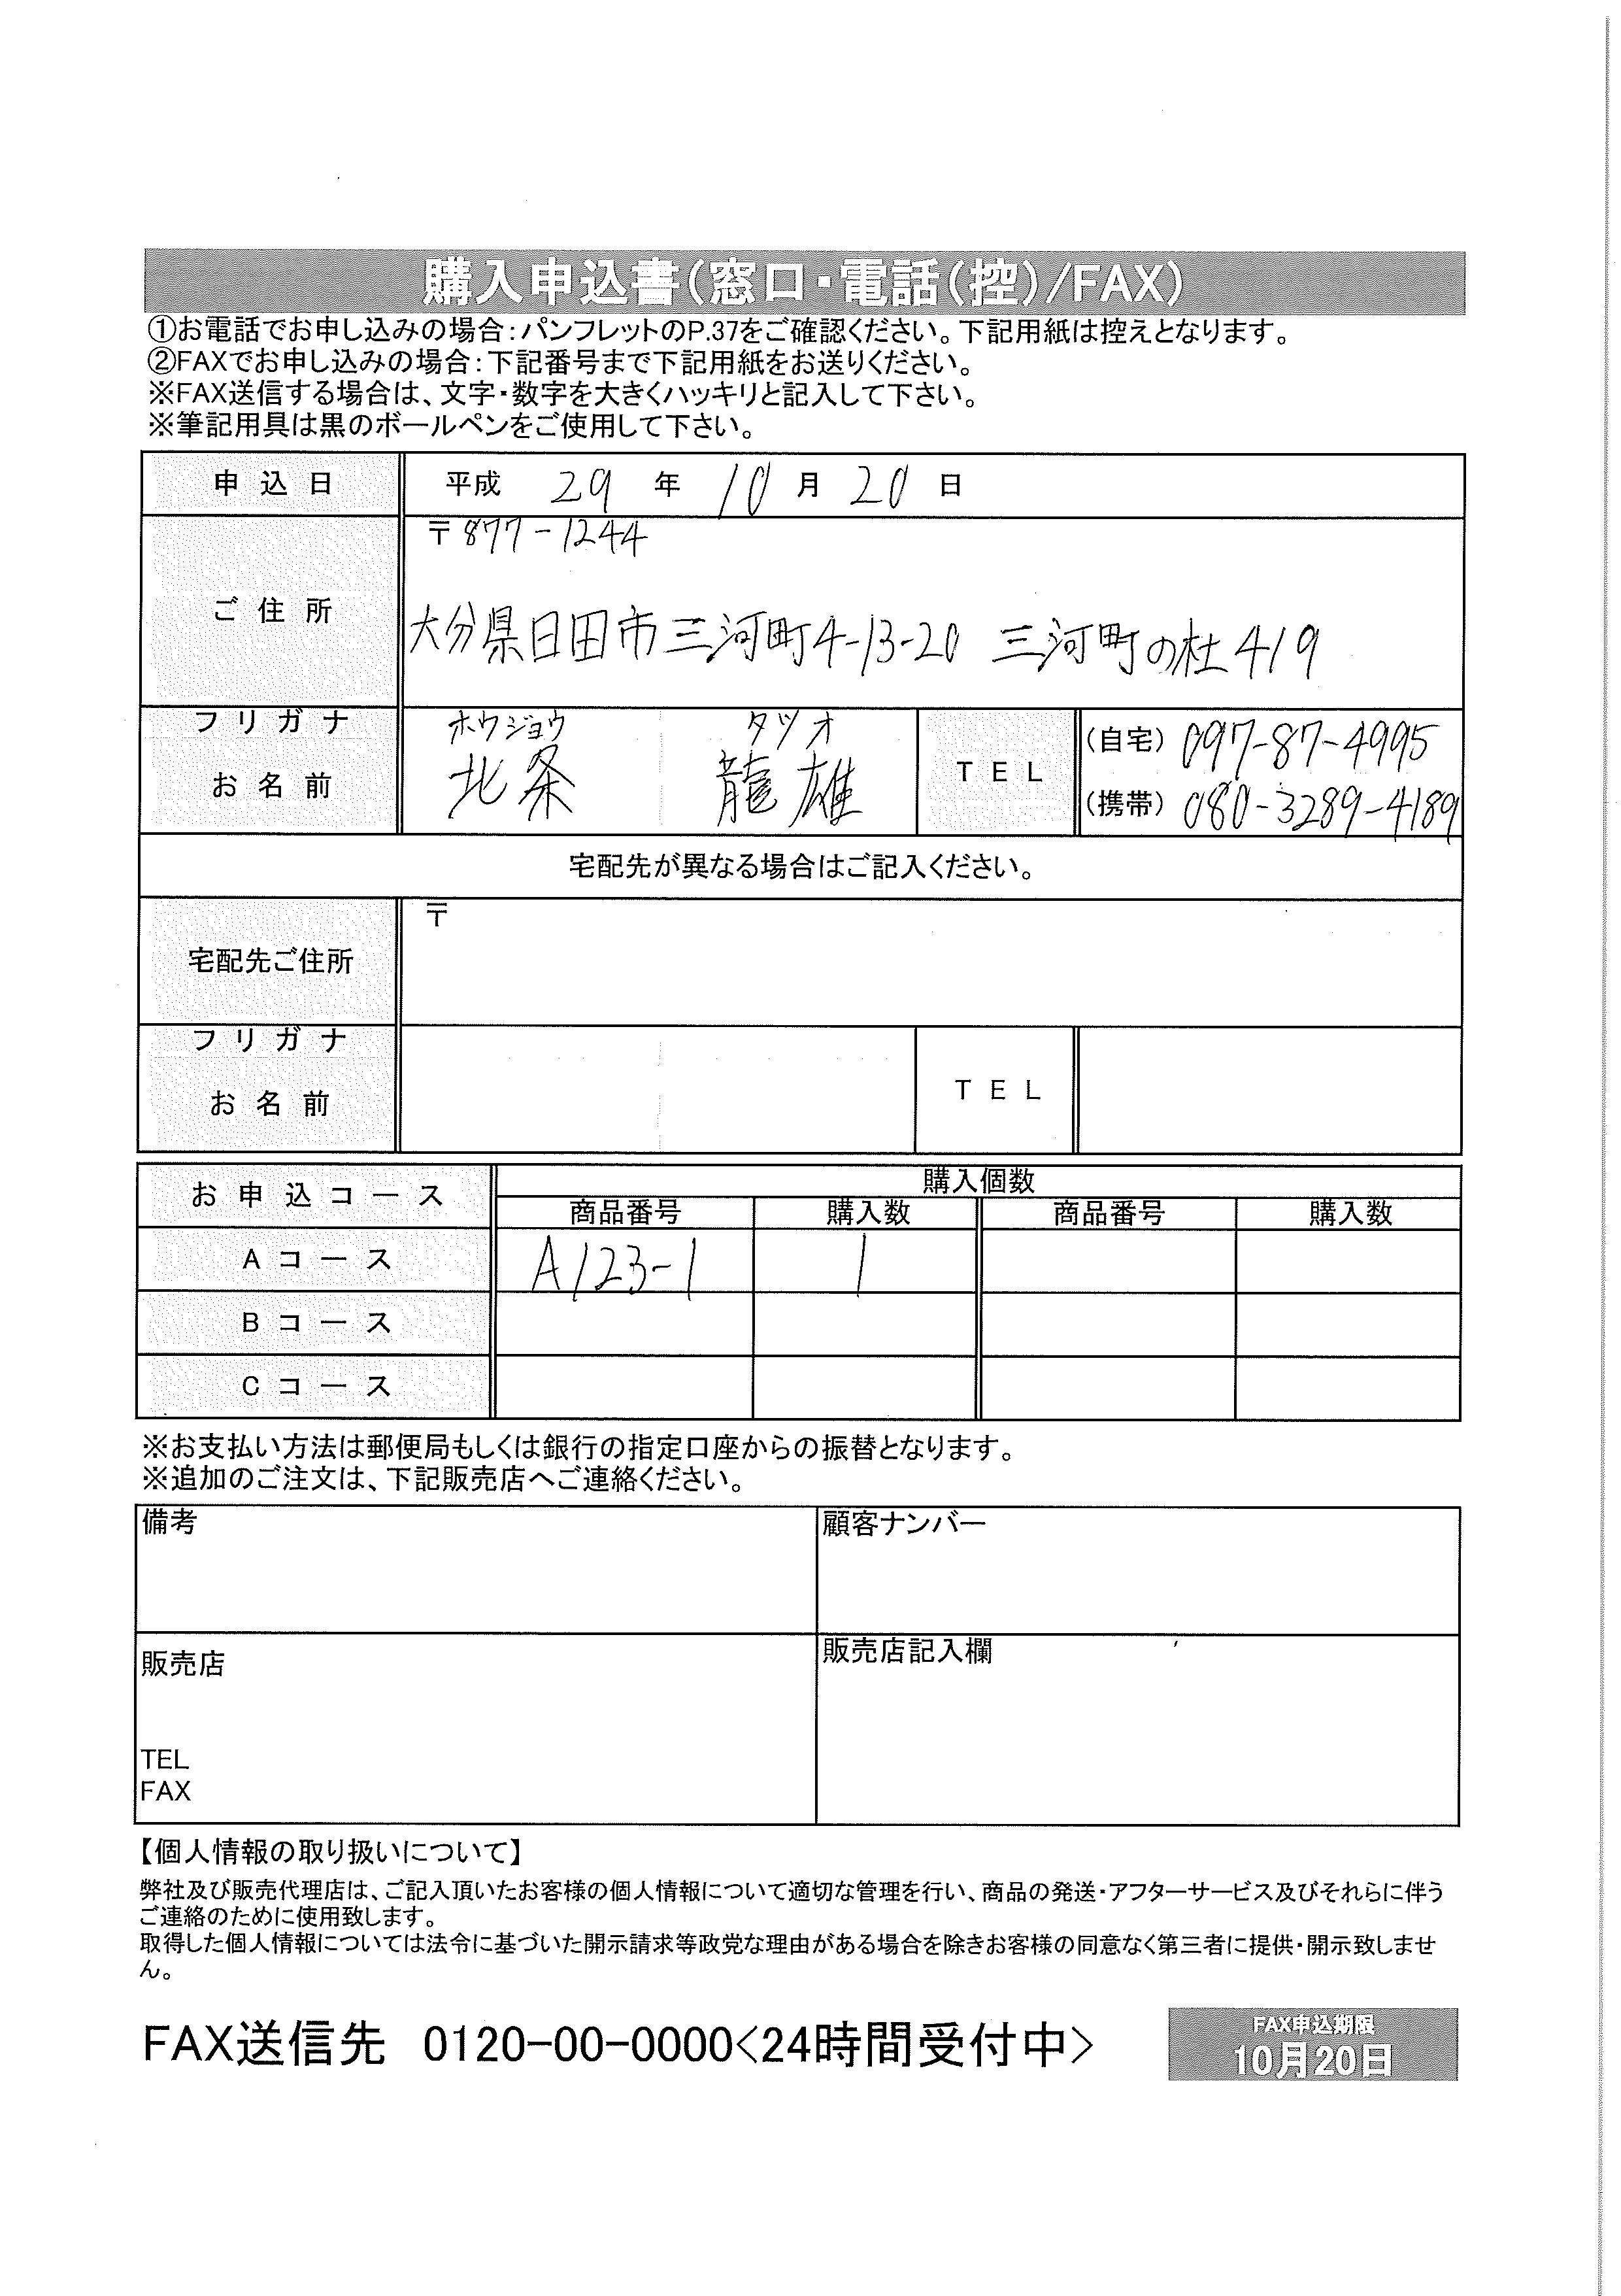 購入申込書(窓口・電話(控)/FAX)
①お電話でお申し込みの場合:パンフレットのP.37をご確認ください。下記用紙は控えとなります。
②FAXでお申し込みの場合:下記番号まで下記用紙をお送りください。
※FAX送信する場合は、文字・数字を大きくハッキリと記入して下さい。
※筆記用具は黒のボールペンをご使用して下さい。
申込日 平成 29 年 10 月 20 日
〒877-1244
ご住所 大分県日田市三河町4-13-20 三河町の杜419
フリガナ ホウジョウ タツオ
お名前 北条 龍雄
TEL (自宅) 097-87-4995
(携帯) 080-3289-4189
宅配先が異なる場合はご記入ください。
〒
宅配先ご住所
フリガナ
お名前 TEL
お申込コース 購入個数
商品番号 購入数 商品番号 購入数
Aコース A123-1 1
Bコース
Cコース
※お支払い方法は郵便局もしくは銀行の指定口座からの振替となります。
※追加のご注文は、下記販売店へご連絡ください。
備考 顧客ナンバー
販売店 販売店記入欄
TEL
FAX
【個人情報の取り扱いについて】
弊社及び販売代理店は、ご記入頂いたお客様の個人情報について適切な管理を行い、商品の発送・アフターサービス及びそれらに伴う
ご連絡のために使用致します。
取得した個人情報については法令に基づいた開示請求等政党な理由がある場合を除きお客様の同意なく第三者に提供・開示致しませ
ん。
FAX送信先 0120-00-0000<24時間受付中>
FAX申込期限
10月20日